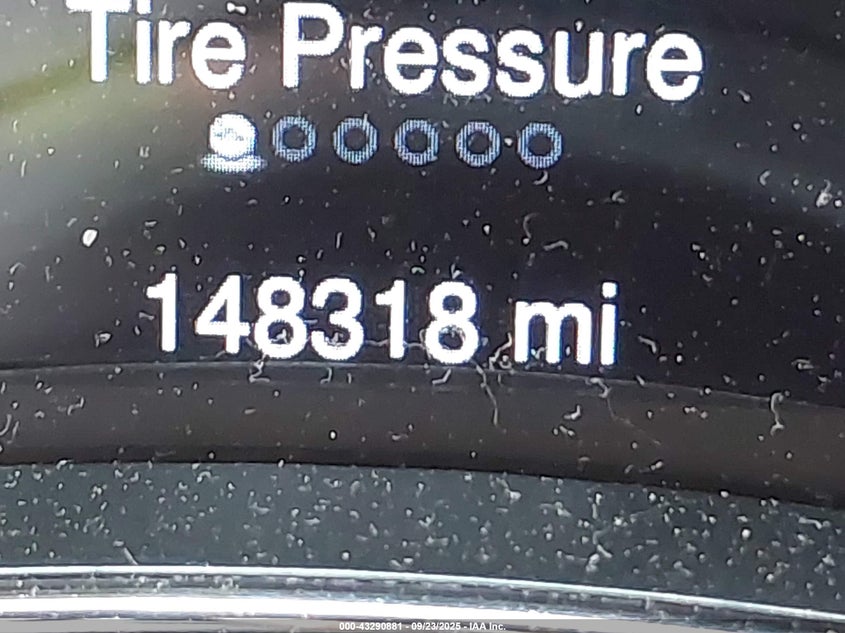 Tire Pressure
148318 mi
000-43290881 - 09/23/2025 - IAA Inc.